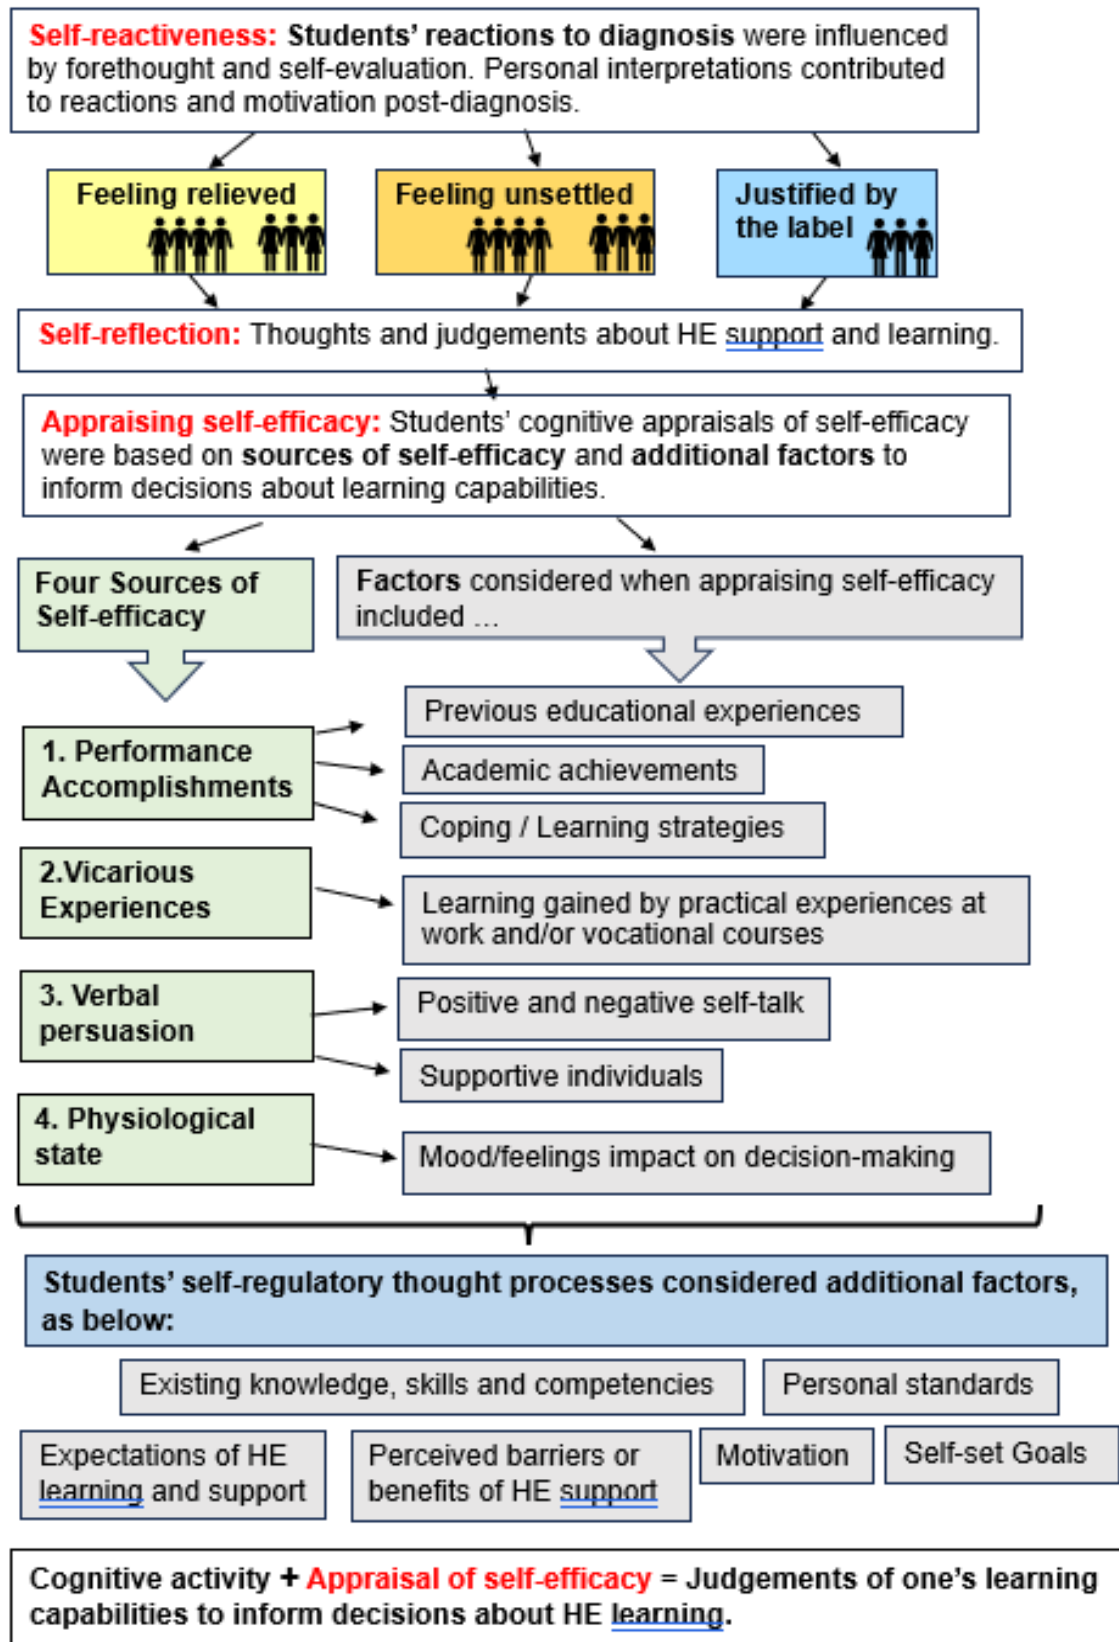 Self-reactiveness: Students’ reactions to diagnosis were influenced
by forethought and self-evaluation. Personal interpretations contributed
to reactions and motivation post-diagnosis.
Feeling relieved
Feeling unsettled
Justified by
the label
Self-reflection: Thoughts and judgements about HE support and learning.
Appraising self-efficacy: Students’ cognitive appraisals of self-efficacy
were based on sources of self-efficacy and additional factors to
inform decisions about learning capabilities.
Four Sources of
Self-efficacy
Factors considered when appraising self-efficacy
included ...
1. Performance
Accomplishments
Previous educational experiences
Academic achievements
Coping / Learning strategies
2.Vicarious
Experiences
Learning gained by practical experiences at
work and/or vocational courses
3. Verbal
persuasion
Positive and negative self-talk
Supportive individuals
4. Physiological
state
Mood/feelings impact on decision-making
Students’ self-regulatory thought processes considered additional factors,
as below:
Existing knowledge, skills and competencies
Personal standards
Expectations of HE
learning and support
Perceived barriers or
benefits of HE support
Motivation
Self-set Goals
Cognitive activity + Appraisal of self-efficacy = Judgements of one’s learning
capabilities to inform decisions about HE learning.